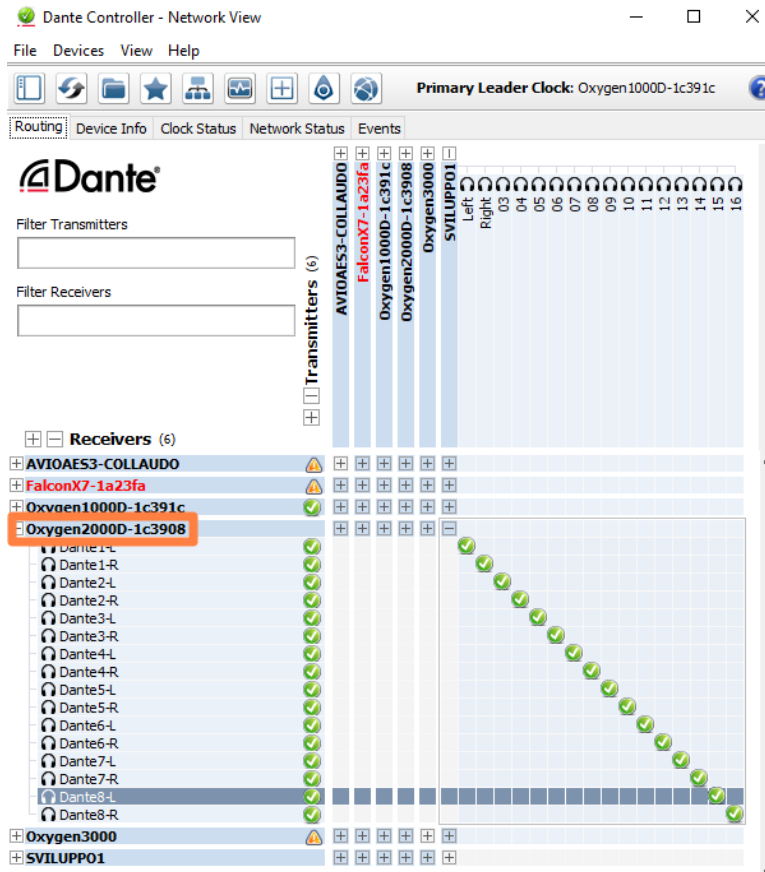 Dante Controller - Network View
File Devices View Help
Primary Leader Clock: Oxygen1000D-1c391c
?
Routing Device Info Clock Status Network Status Events
Dante®
Filter Transmitters
Filter Receivers
Transmitters (6)
AVIOAES3-COLLAUDO
FalconX7-1a23fa
Oxygen1000D-1c391c
Oxygen2000D-1c3908
Oxygen3000
SVILUPPO1
Left
Right
03
04
05
06
07
08
09
10
11
12
13
14
15
16
Receivers (6)
AVIOAES3-COLLAUDO
FalconX7-1a23fa
Oxygen1000D-1c391c
Oxygen2000D-1c3908
Dante1-L
Dante1-R
Dante2-L
Dante2-R
Dante3-L
Dante3-R
Dante4-L
Dante4-R
Dante5-L
Dante5-R
Dante6-L
Dante6-R
Dante7-L
Dante7-R
Dante8-L
Dante8-R
Oxygen3000
SVILUPPO1